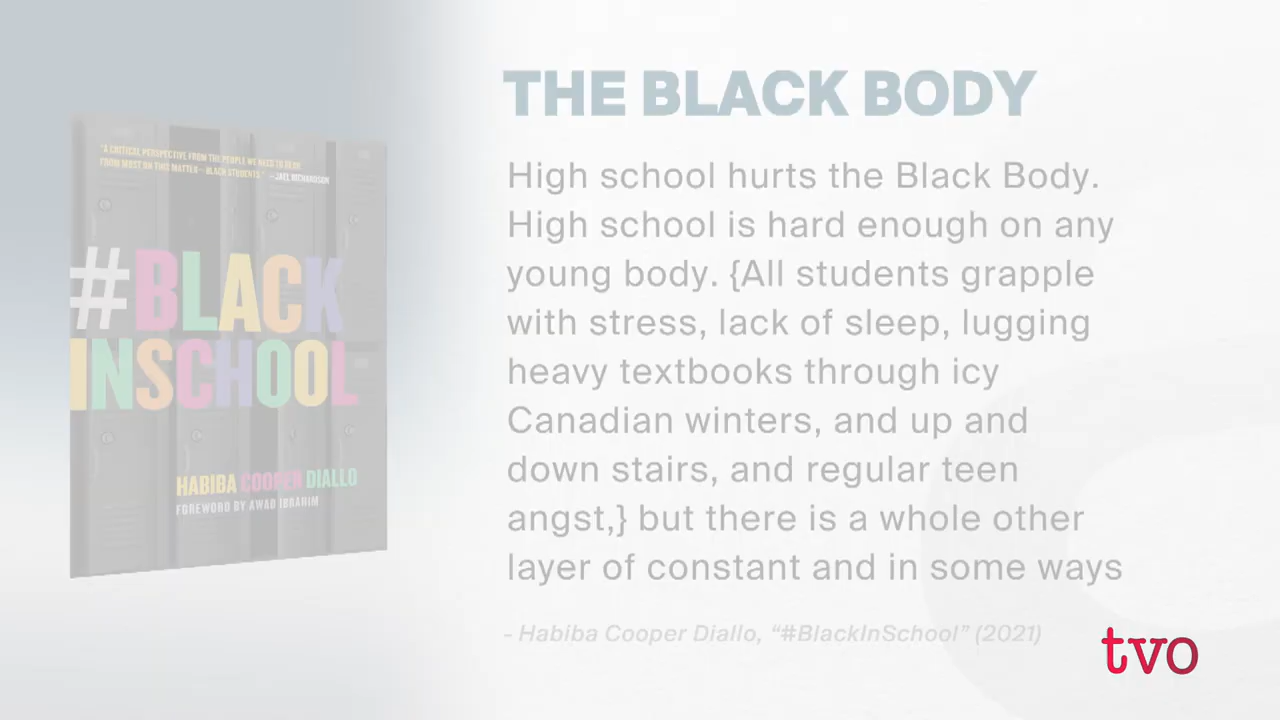 "A CRITICAL PERSPECTIVE FROM THE PEOPLE WE NEED TO HEAR
FROM MOST ON THIS MATTER—BLACK STUDENTS." —JAEL RICHARDSON
#BLACK
INSCHOOL
HABIBA COOPER DIALLO
FOREWORD BY AWAD IBRAHIM
THE BLACK BODY
High school hurts the Black Body.
High school is hard enough on any
young body. {All students grapple
with stress, lack of sleep, lugging
heavy textbooks through icy
Canadian winters, and up and
down stairs, and regular teen
angst,} but there is a whole other
layer of constant and in some ways
- Habiba Cooper Diallo, “#BlackInSchool” (2021)
tvo